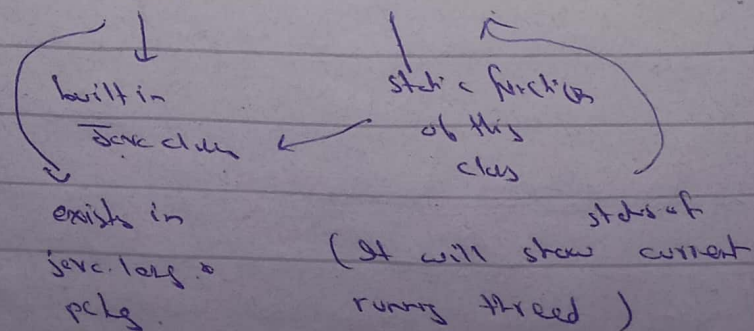 built in
Java class
static function
of this
class
exists in
java.lang.
pckg.
status of
(It will show current
running thread)